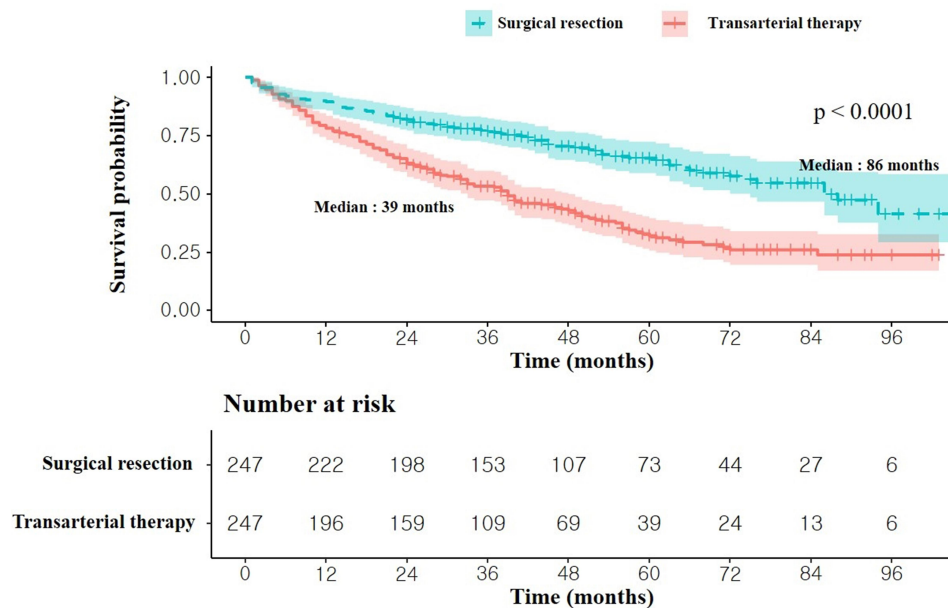 Surgical resection Transarterial therapy
1.00
0.75
0.50
0.25
0.00
Survival probability
p < 0.0001
Median : 86 months
Median : 39 months
0 12 24 36 48 60 72 84 96
Time (months)
Number at risk
Surgical resection 247 222 198 153 107 73 44 27 6
Transarterial therapy 247 196 159 109 69 39 24 13 6
0 12 24 36 48 60 72 84 96
Time (months)